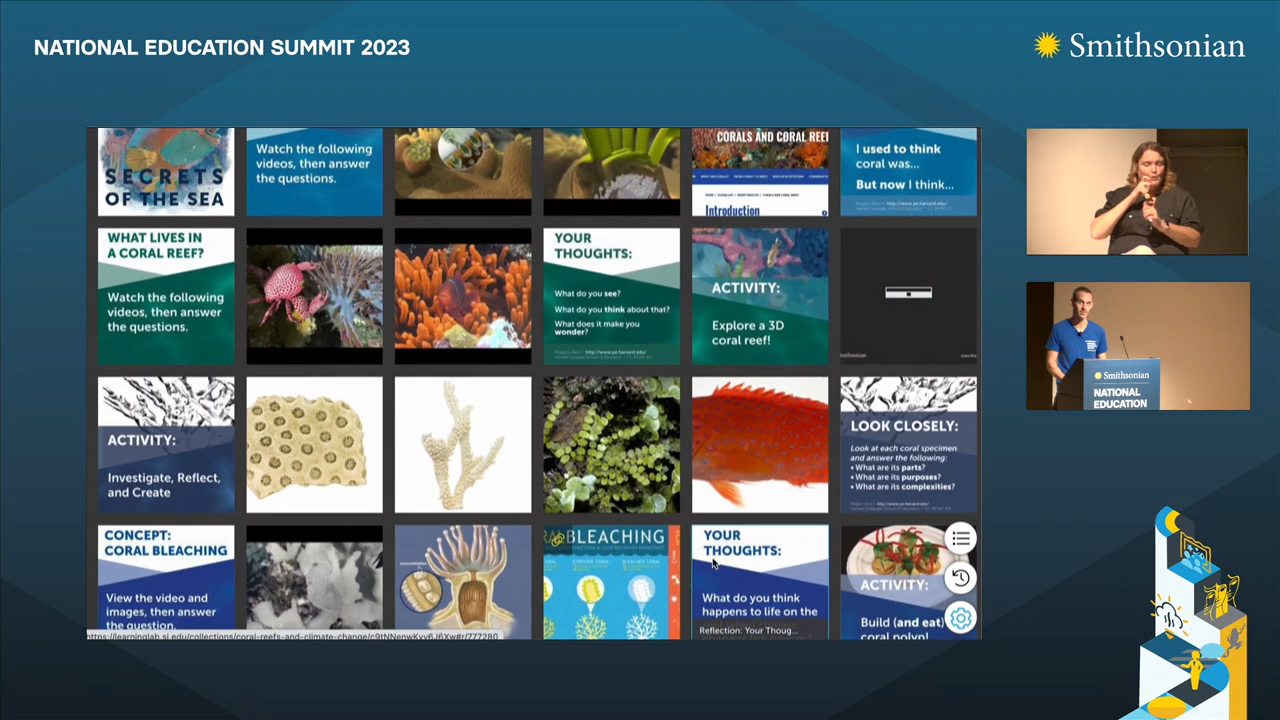 NATIONAL EDUCATION SUMMIT 2023
Smithsonian
SECRETS
OF THE SEA
Watch the following
videos, then answer
the questions.
CORALS AND CORAL REE
Introduction
I used to think
coral was...
But now I think...
WHAT LIVES IN
A CORAL REEF?
Watch the following
videos, then answer
the questions.
YOUR
THOUGHTS:
What do you see?
What do you think about that?
What does it make you
wonder?
ACTIVITY:
Explore a 3D
coral reef!
ACTIVITY:
Investigate, Reflect,
and Create
LOOK CLOSELY:
Look at each coral specimen
and answer the following:
• What are its parts?
• What are its purposes?
• What are its complexities?
CONCEPT:
CORAL BLEACHING
View the video and
images, then answer
the question.
BLEACHING
YOUR
THOUGHTS:
What do you think
happens to life on the
Reflection: Your Thoug...
ACTIVITY:
Build (and eat)
coral polyp!
Smithsonian
NATIONAL
EDUCATION